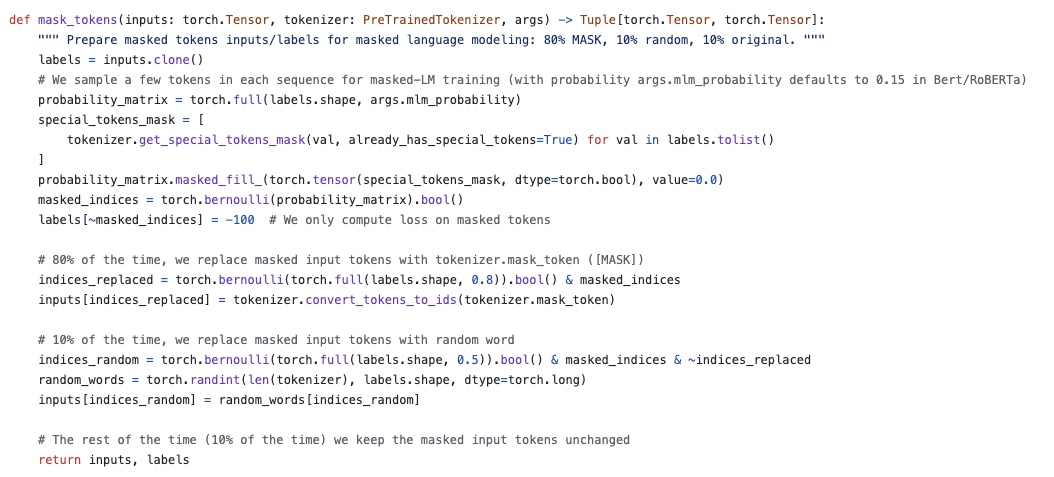 def mask_tokens(inputs: torch.Tensor, tokenizer: PreTrainedTokenizer, args) -> Tuple[torch.Tensor, torch.Tensor]:
    """ Prepare masked tokens inputs/labels for masked language modeling: 80% MASK, 10% random, 10% original. """
    labels = inputs.clone()
    # We sample a few tokens in each sequence for masked-LM training (with probability args.mlm_probability defaults to 0.15 in Bert/RoBERTa)
    probability_matrix = torch.full(labels.shape, args.mlm_probability)
    special_tokens_mask = [
        tokenizer.get_special_tokens_mask(val, already_has_special_tokens=True) for val in labels.tolist()
    ]
    probability_matrix.masked_fill_(torch.tensor(special_tokens_mask, dtype=torch.bool), value=0.0)
    masked_indices = torch.bernoulli(probability_matrix).bool()
    labels[~masked_indices] = -100  # We only compute loss on masked tokens

    # 80% of the time, we replace masked input tokens with tokenizer.mask_token ([MASK])
    indices_replaced = torch.bernoulli(torch.full(labels.shape, 0.8)).bool() & masked_indices
    inputs[indices_replaced] = tokenizer.convert_tokens_to_ids(tokenizer.mask_token)

    # 10% of the time, we replace masked input tokens with random word
    indices_random = torch.bernoulli(torch.full(labels.shape, 0.5)).bool() & masked_indices & ~indices_replaced
    random_words = torch.randint(len(tokenizer), labels.shape, dtype=torch.long)
    inputs[indices_random] = random_words[indices_random]

    # The rest of the time (10% of the time) we keep the masked input tokens unchanged
    return inputs, labels